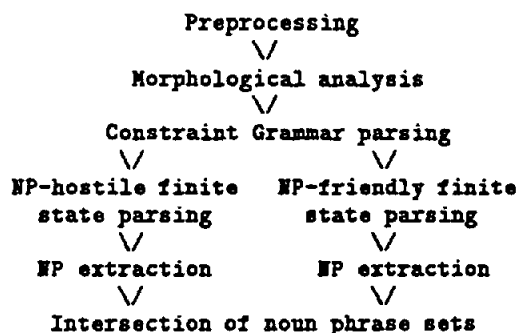 Preprocessing
\/
Morphological analysis
\/
Constraint Grammar parsing
\/ \/
NP-hostile finite NP-friendly finite
state parsing state parsing
\/ \/
NP extraction NP extraction
\/ \/
Intersection of noun phrase sets